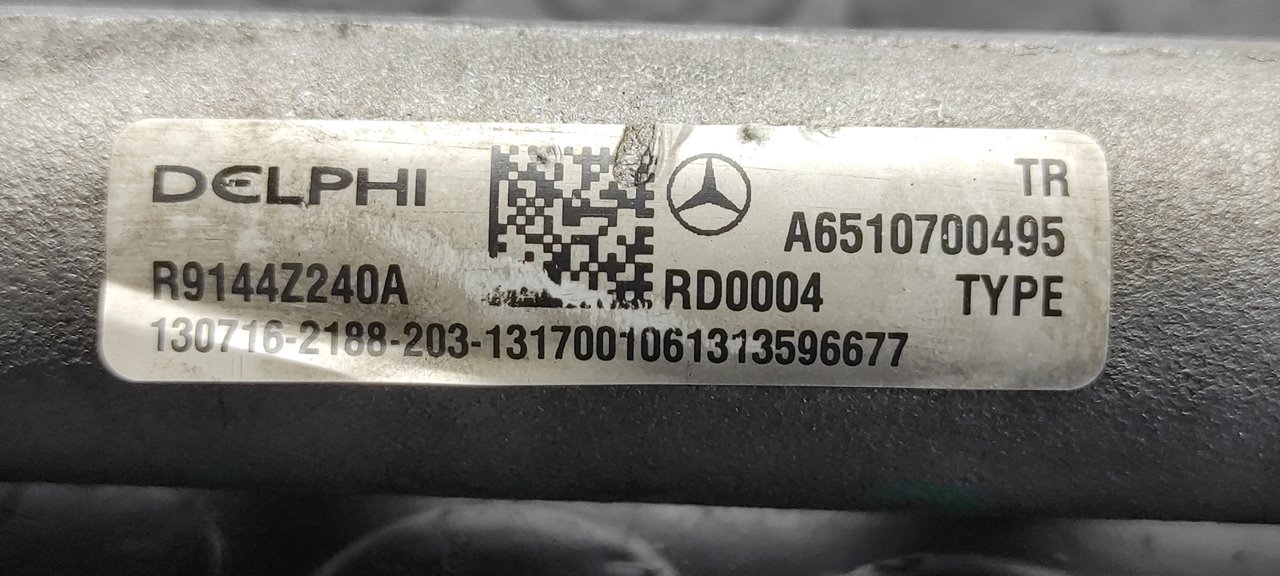 DELPHI
TR
A6510700495
R9144Z240A
RD0004
TYPE
130716-2188-203-1317001061313596677